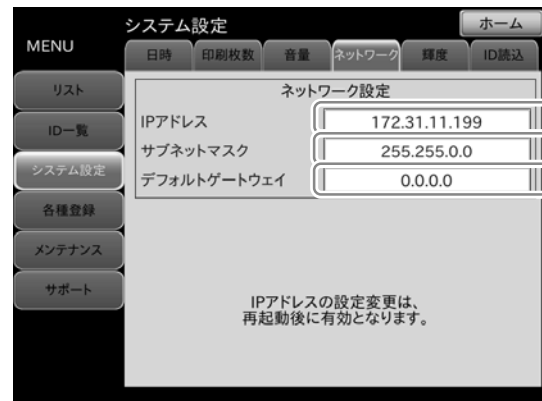 システム設定
ホーム
MENU
日時 印刷枚数 音量 ネットワーク 輝度 ID読込
リスト
ID一覧
システム設定
各種登録
メンテナンス
サポート
ネットワーク設定
IPアドレス 172.31.11.199
サブネットマスク 255.255.0.0
デフォルトゲートウェイ 0.0.0.0
IPアドレスの設定変更は、
再起動後に有効となります。